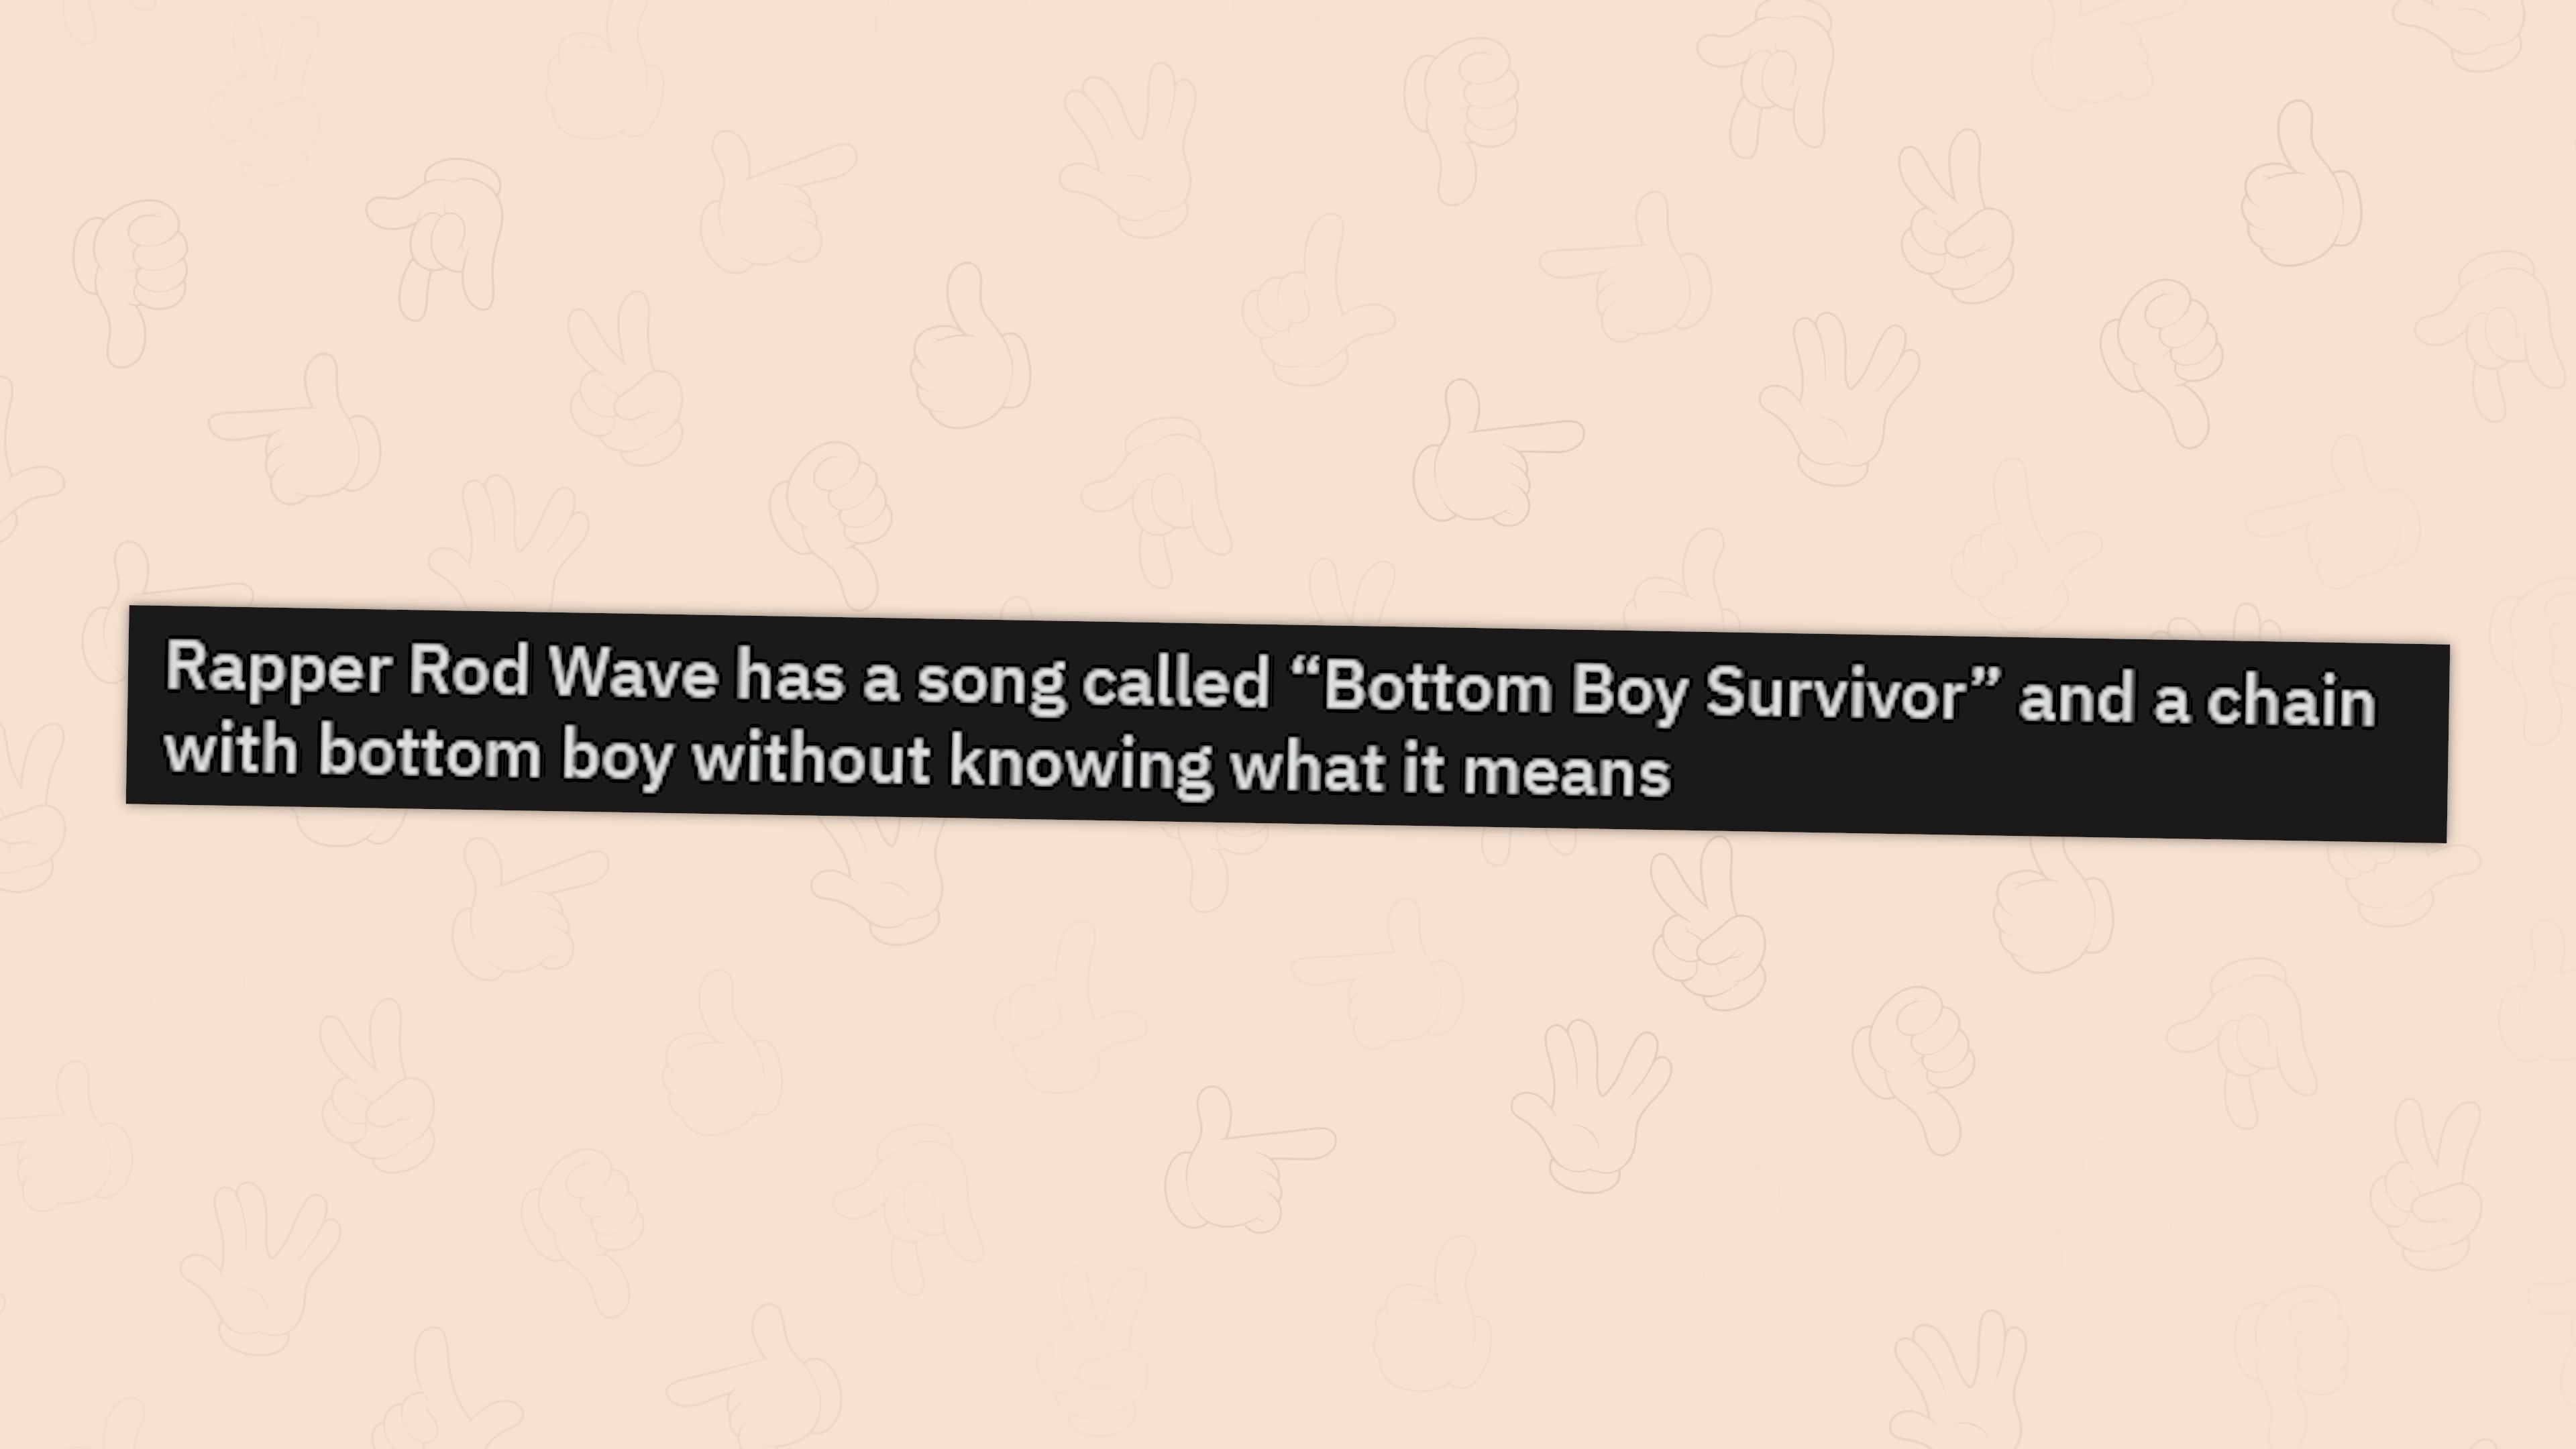 Rapper Rod Wave has a song called “Bottom Boy Survivor” and a chain
with bottom boy without knowing what it means